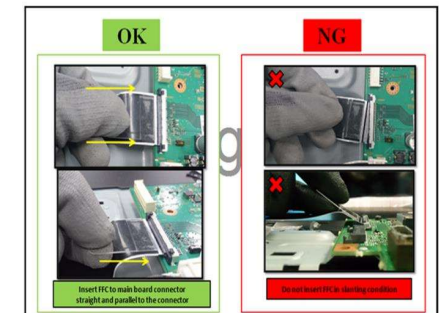 OK
NG
g
Insert FFC to main board connector
straight and parallel to the connector
Do not insert FFC in slanting condition